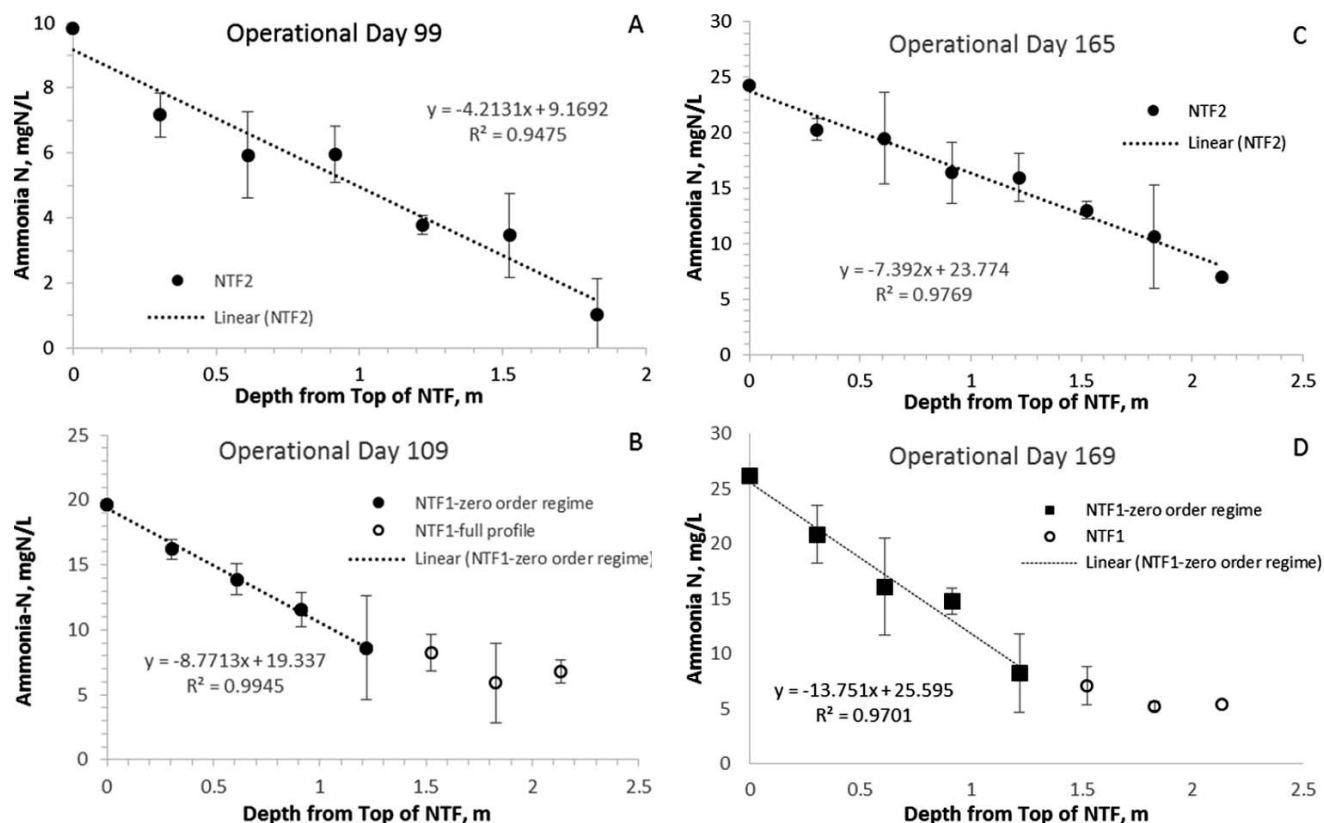 Operational Day 99
A
Ammonia N, mgN/L
10
8
6
4
2
0
y = -4.2131x + 9.1692
R² = 0.9475
NTF2
Linear (NTF2)
0 0.5 1 1.5 2
Depth from Top of NTF, m
Operational Day 165
C
Ammonia N, mgN/L
30
25
20
15
10
5
0
NTF2
Linear (NTF2)
y = -7.392x + 23.774
R² = 0.9769
0 0.5 1 1.5 2 2.5
Depth from Top of NTF, m
Operational Day 109
B
Ammonia-N, mgN/L
25
20
15
10
5
0
NTF1-zero order regime
NTF1-full profile
Linear (NTF1-zero order regime)
y = -8.7713x + 19.337
R² = 0.9945
0 0.5 1 1.5 2 2.5
Depth from Top of NTF, m
Operational Day 169
D
Ammonia N, mg/L
30
25
20
15
10
5
0
NTF1-zero order regime
NTF1
Linear (NTF1-zero order regime)
y = -13.751x + 25.595
R² = 0.9701
0 0.5 1 1.5 2 2.5
Depth from Top of NTF, m